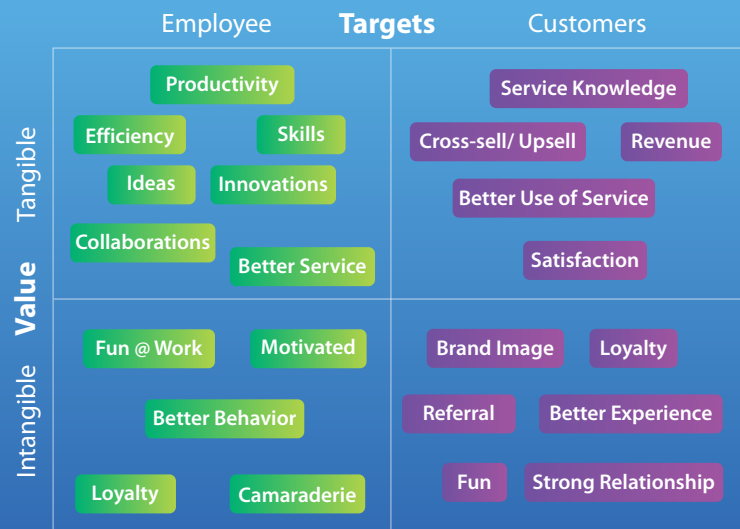 Employee Targets Customers
Productivity
Service Knowledge
Efficiency
Skills
Cross-sell/ Upsell
Revenue
Ideas
Innovations
Better Use of Service
Collaborations
Better Service
Satisfaction
Tangible
Value
Intangible
Fun @ Work
Motivated
Brand Image
Loyalty
Better Behavior
Referral
Better Experience
Loyalty
Camaraderie
Fun
Strong Relationship